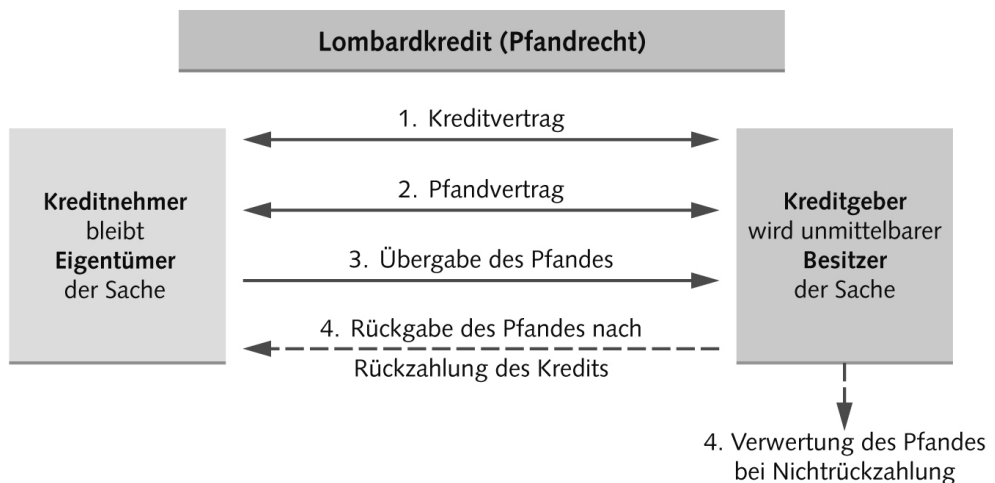 Lombardkredit (Pfandrecht)
1. Kreditvertrag
Kreditnehmer
bleibt
Eigentümer
der Sache
2. Pfandvertrag
Kreditgeber
wird unmittelbarer
Besitzer
der Sache
3. Übergabe des Pfandes
4. Rückgabe des Pfandes nach
Rückzahlung des Kredits
4. Verwertung des Pfandes
bei Nichtrückzahlung